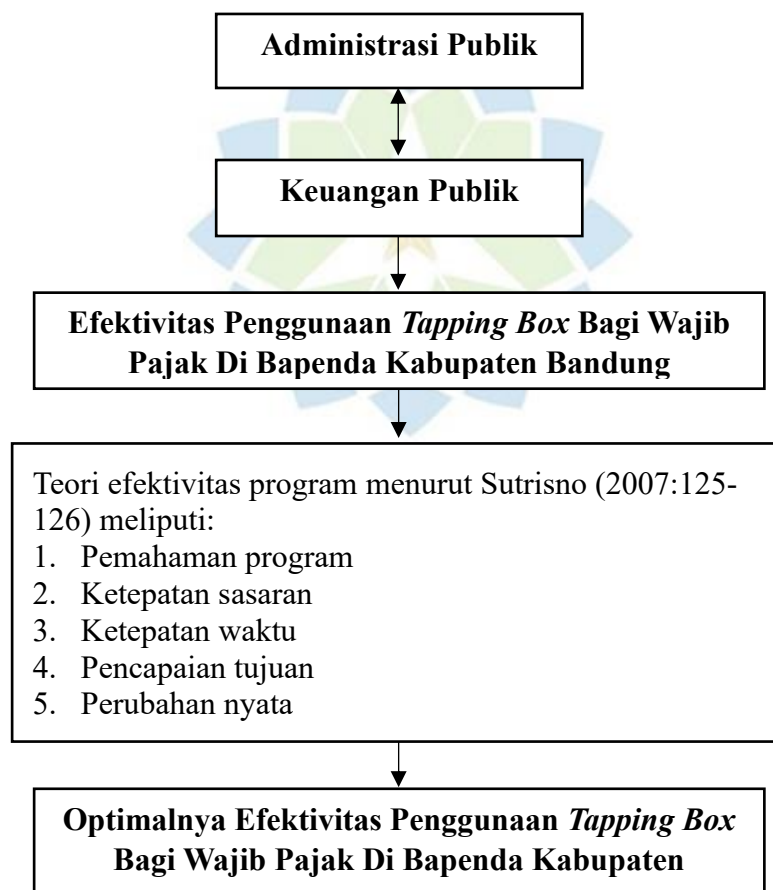 Administrasi Publik
Keuangan Publik
Efektivitas Penggunaan Tapping Box Bagi Wajib
Pajak Di Bapenda Kabupaten Bandung
Teori efektivitas program menurut Sutrisno (2007:125-
126) meliputi:
1. Pemahaman program
2. Ketepatan sasaran
3. Ketepatan waktu
4. Pencapaian tujuan
5. Perubahan nyata
Optimalnya Efektivitas Penggunaan Tapping Box
Bagi Wajib Pajak Di Bapenda Kabupaten